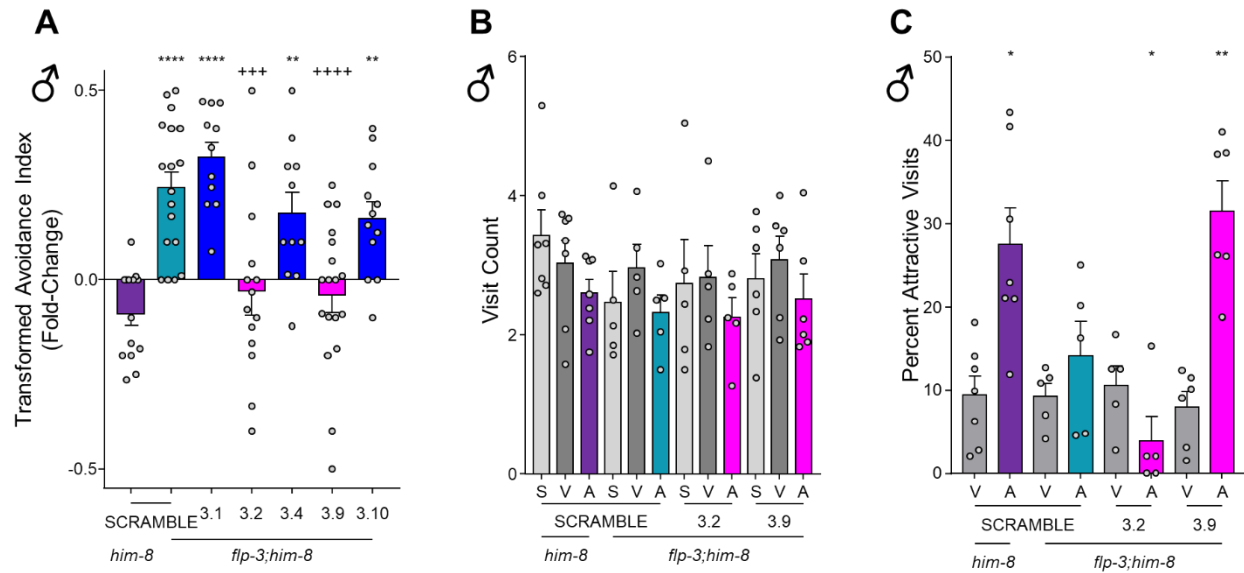 A
♂
Transformed Avoidance Index
(Fold-Change)
0.5
0.0
-0.5
**** **** +++ ** ++++ **
SCRAMBLE 3.1 3.2 3.4 3.9 3.10
him-8 flp-3;him-8
B
♂
Visit Count
6
4
2
0
S V A S V A S V A S V A
SCRAMBLE 3.2 3.9
him-8 flp-3;him-8
C
♂
Percent Attractive Visits
50
40
30
20
10
0
* * **
V A V A V A V A
SCRAMBLE 3.2 3.9
him-8 flp-3;him-8